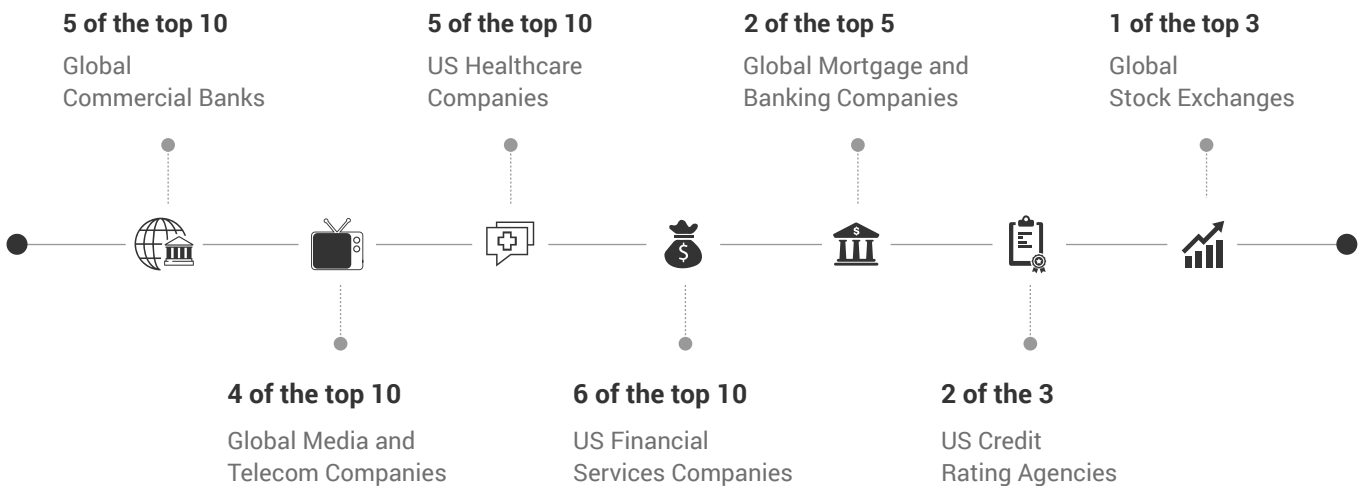 5 of the top 10
Global
Commercial Banks
5 of the top 10
US Healthcare
Companies
2 of the top 5
Global Mortgage and
Banking Companies
1 of the top 3
Global
Stock Exchanges
$
$
4 of the top 10
Global Media and
Telecom Companies
6 of the top 10
US Financial
Services Companies
2 of the 3
US Credit
Rating Agencies